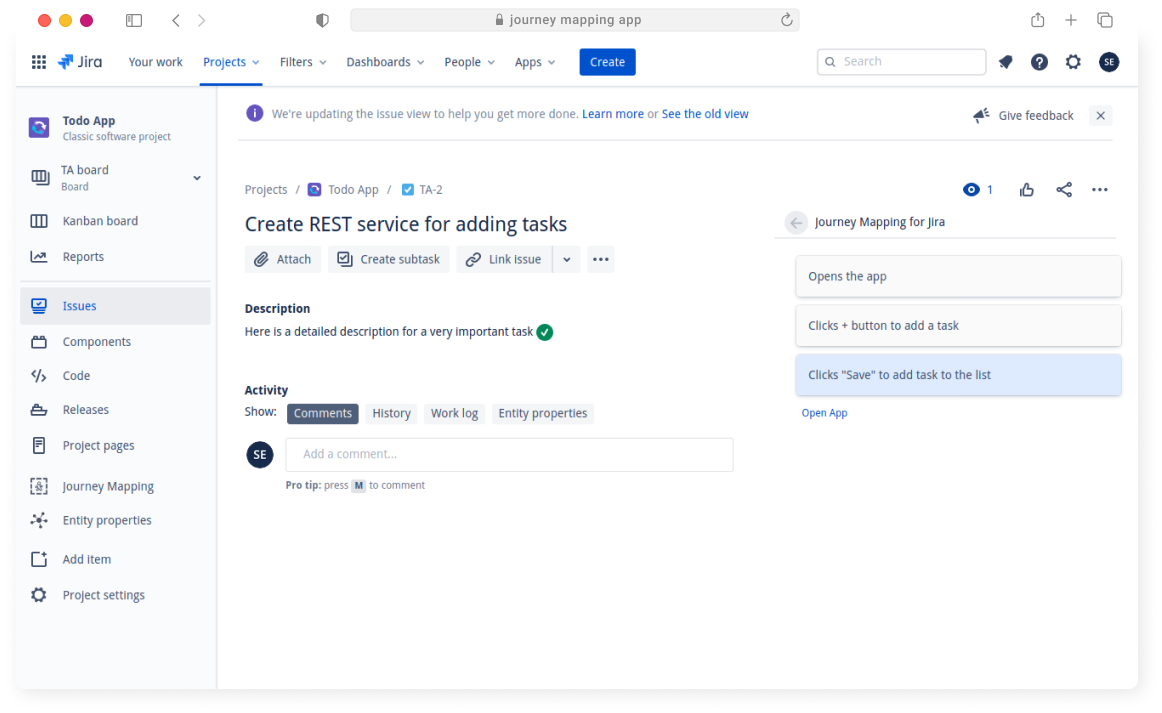 journey mapping app
Jira Your work Projects Filters Dashboards People Apps Create Search SE
Todo App
Classic software project
TA board
Board
Kanban board
Reports
Issues
Components
Code
Releases
Project pages
Journey Mapping
Entity properties
Add item
Project settings
We're updating the issue view to help you get more done. Learn more or See the old view
Give feedback
Projects / Todo App / TA-2
1
Create REST service for adding tasks
Attach Create subtask Link issue
Description
Here is a detailed description for a very important task
Activity
Show: Comments History Work log Entity properties
SE Add a comment...
Pro tip: press M to comment
Journey Mapping for Jira
Opens the app
Clicks + button to add a task
Clicks "Save" to add task to the list
Open App